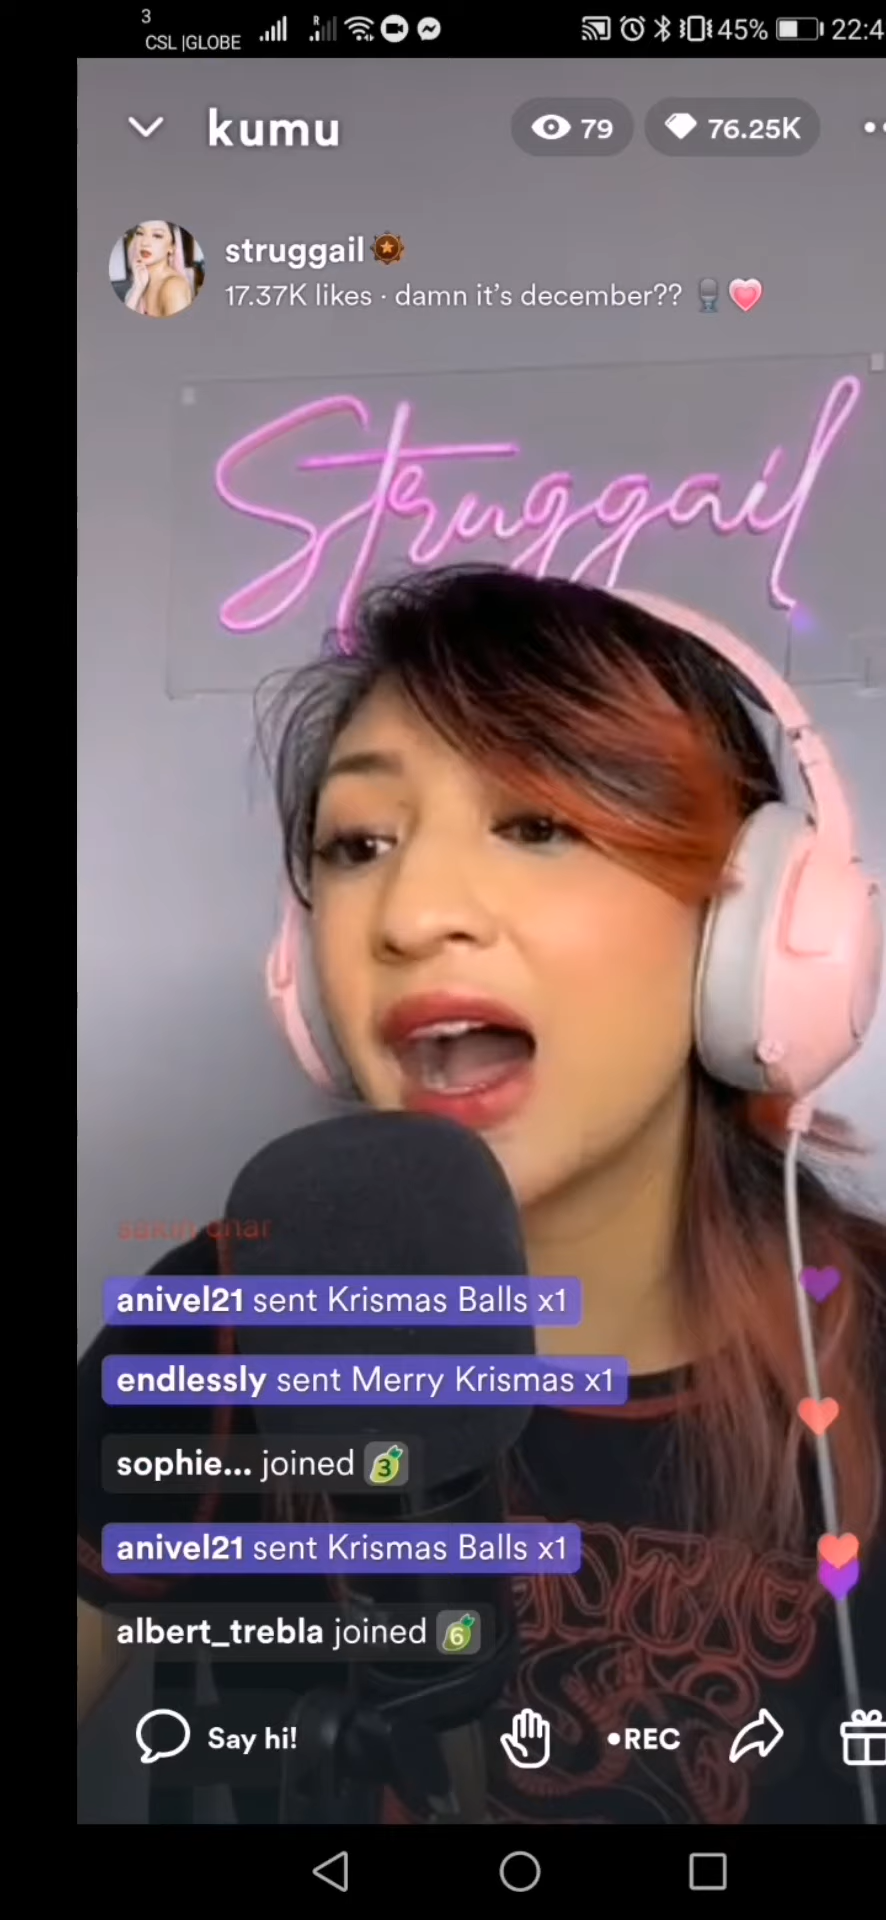 3
CSL |GLOBE
R
45%
22:4
kumu
79
76.25K
struggail
17.37K likes · damn it's december??
Struggail
anivel21 sent Krismas Balls x1
endlessly sent Merry Krismas x1
sophie... joined 3
anivel21 sent Krismas Balls x1
albert_trebla joined 6
Say hi!
•REC